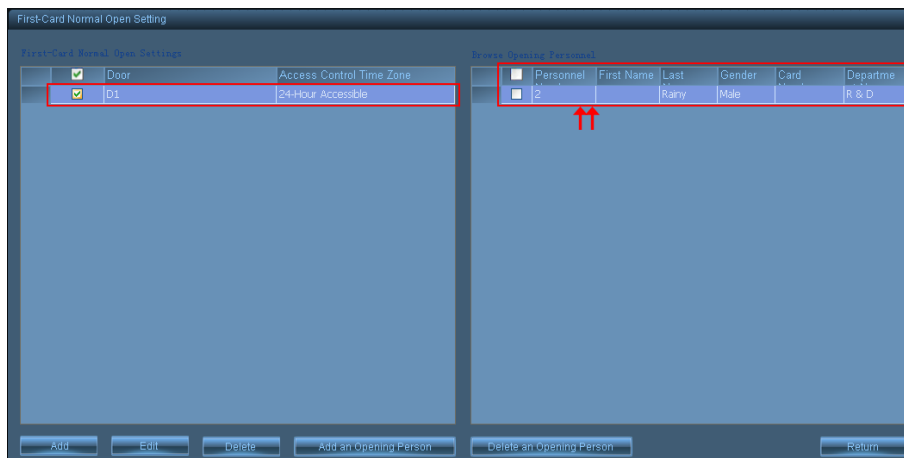 First-Card Normal Open Setting
First-Card Normal Open Settings
Door Access Control Time Zone
D1 24-Hour Accessible
Browse Opening Personnel
Personnel First Name Last Gender Card Departme
2 Rainy Male R & D
Add Edit Delete Add an Opening Person Delete an Opening Person Return